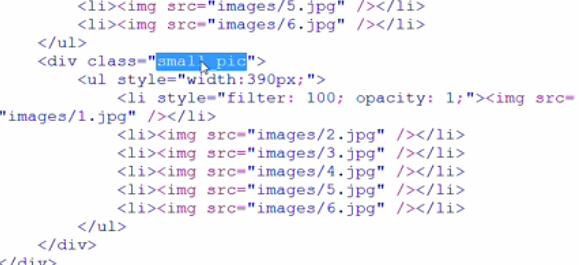 <li><img src="images/5.jpg" /></li>
<li><img src="images/6.jpg" /></li>
</ul>
<div class="small_pic">
<ul style="width:390px;">
<li style="filter: 100; opacity: 1;"><img src=
"images/1.jpg" /></li>
<li><img src="images/2.jpg" /></li>
<li><img src="images/3.jpg" /></li>
<li><img src="images/4.jpg" /></li>
<li><img src="images/5.jpg" /></li>
<li><img src="images/6.jpg" /></li>
</ul>
</div>
</div>